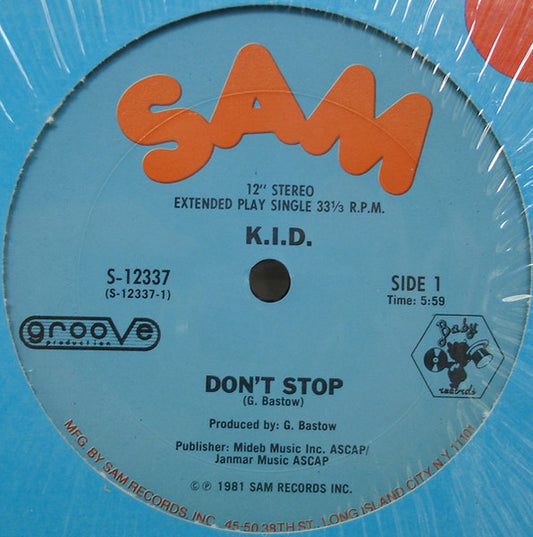 SAM
12" STEREO
EXTENDED PLAY SINGLE 33⅓ R.P.M.
K.I.D.
S-12337
(S-12337-1)
SIDE 1
Time: 5:59
groove
production
Baby
records
DON'T STOP
(G. Bastow)
Produced by: G. Bastow
Publisher: Mideb Music Inc. ASCAP/
Janmar Music ASCAP
© ℗ 1981 SAM RECORDS INC.
MFG. BY SAM RECORDS, INC. 45-50 38TH ST., LONG ISLAND CITY, N.Y. 11101